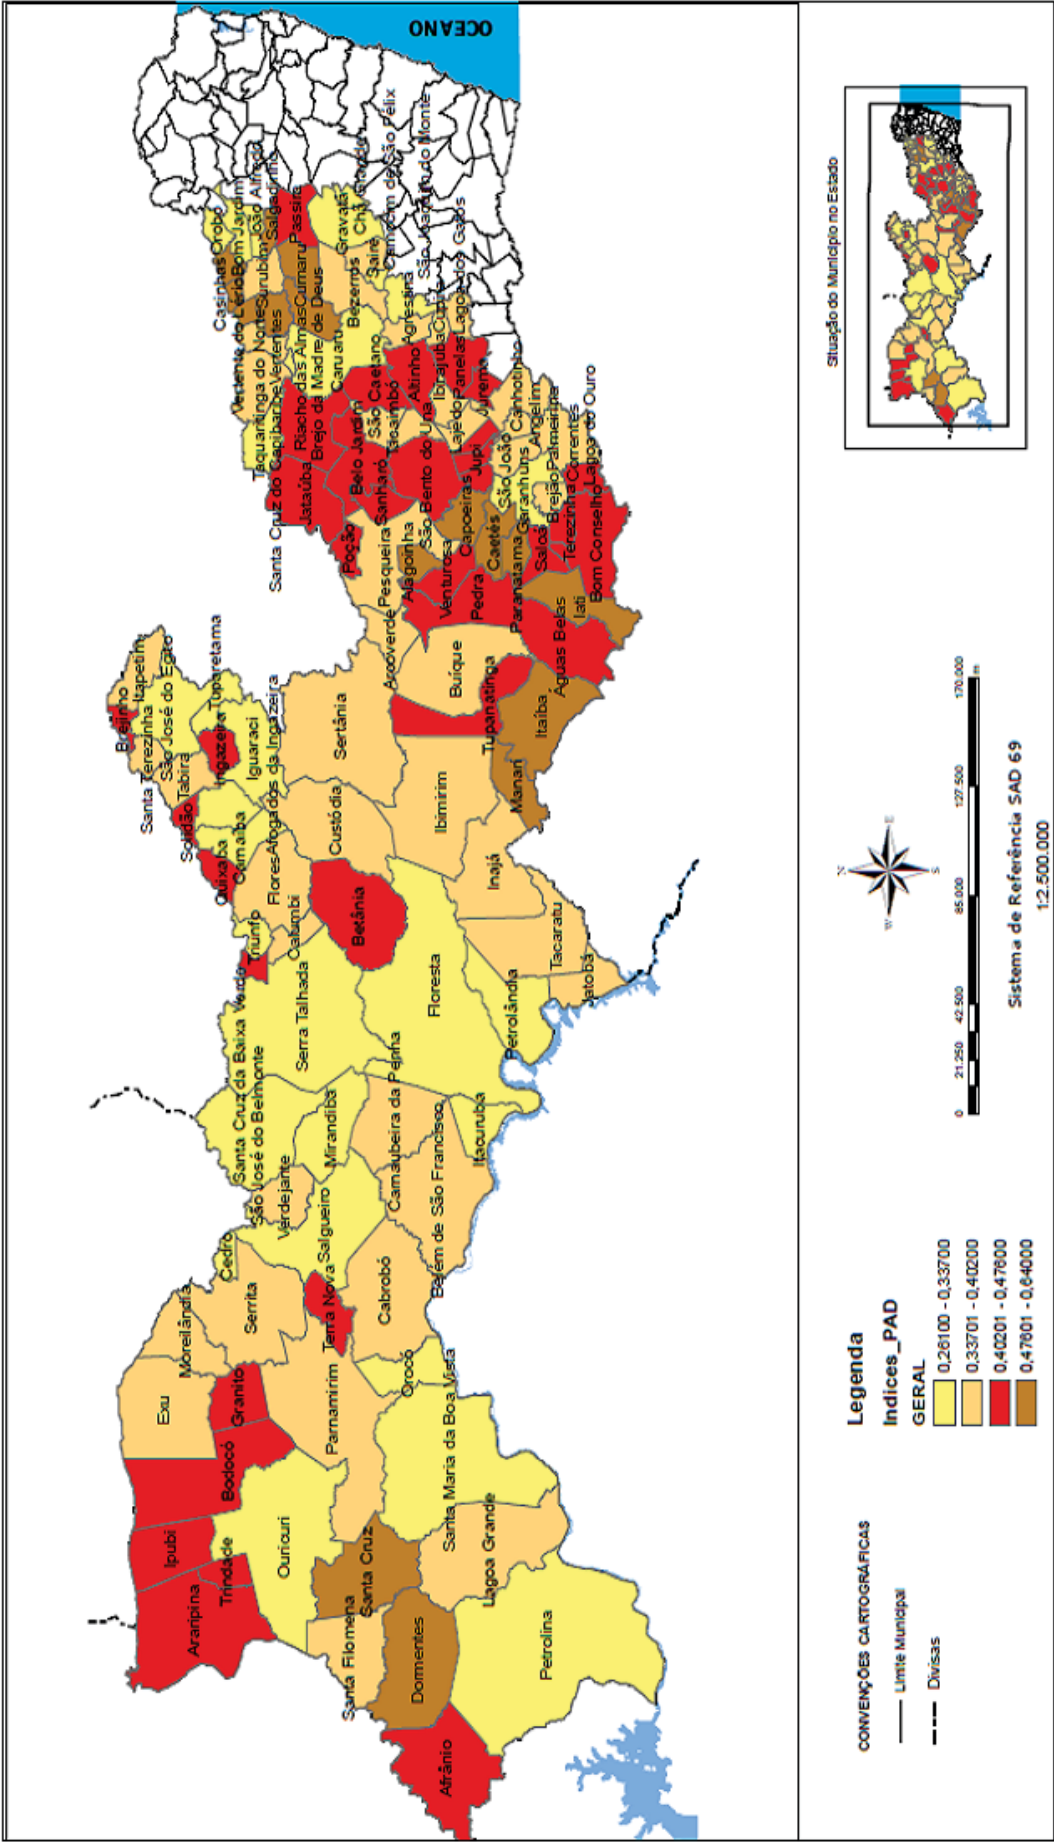 OCEANO
Orobó
Casinhas
Bom Jardim
João Alfredo
Salgadinho
Passira
Vertente do Lério
Surubim
Cumaru
Gravatá
Chã Grande
Sairé
Camocim de São Félix
São Joaquim do Monte
Bezerros
Taquaritinga do Norte
Vertentes
Santa Cruz do Capibaribe
Riacho das Almas
Brejo da Madre de Deus
Caruaru
Agrestina
Cupira
Lagoa dos Gatos
Jataúba
Belo Jardim
São Caetano
Tacaimbó
Altinho
Ibirajuba
Panelas
Jurema
Lajedo
Canhotinho
Poção
Sanharó
São Bento do Una
Jupi
São João
Angelim
Garanhuns
Palmeirina
Brejão
Correntes
Lagoa do Ouro
Pesqueira
Alagoinha
Capoeiras
Caetés
Terezinha
Saloá
Bom Conselho
Arcoverde
Venturosa
Pedra
Paranatama
Iati
Águas Belas
Buíque
Tupanatinga
Itaíba
Manari
Brejinho
Itapetim
Santa Terezinha
São José do Egito
Tuparetama
Tabira
Ingazeira
Iguaraci
Solidão
Afogados da Ingazeira
Sertânia
Quixaba
Carnaíba
Flores
Custódia
Ibimirim
Inajá
Triunfo
Calumbi
Betânia
Tacaratu
Jatobá
Santa Cruz da Baixa Verde
Serra Talhada
Floresta
Petrolândia
São José do Belmonte
Mirandiba
Carnaubeira da Penha
Itacuruba
Verdejante
Salgueiro
Belém de São Francisco
Cedro
Serrita
Terra Nova
Cabrobó
Moreilândia
Exu
Granito
Parnamirim
Orocó
Santa Maria da Boa Vista
Bodocó
Ipubi
Trindade
Ouricuri
Araripina
Santa Cruz
Lagoa Grande
Santa Filomena
Dormentes
Petrolina
Afrânio
CONVENÇÕES CARTOGRÁFICAS
Limite Municipal
Divisas
Legenda
Indices_PAD
GERAL
0,26100 - 0,33700
0,33701 - 0,40200
0,40201 - 0,47600
0,47601 - 0,64000
N
W
E
S
0 21.250 42.500 85.000 127.500 170.000
m
Sistema de Referência SAD 69
1:2.500.000
Situação do Município no Estado